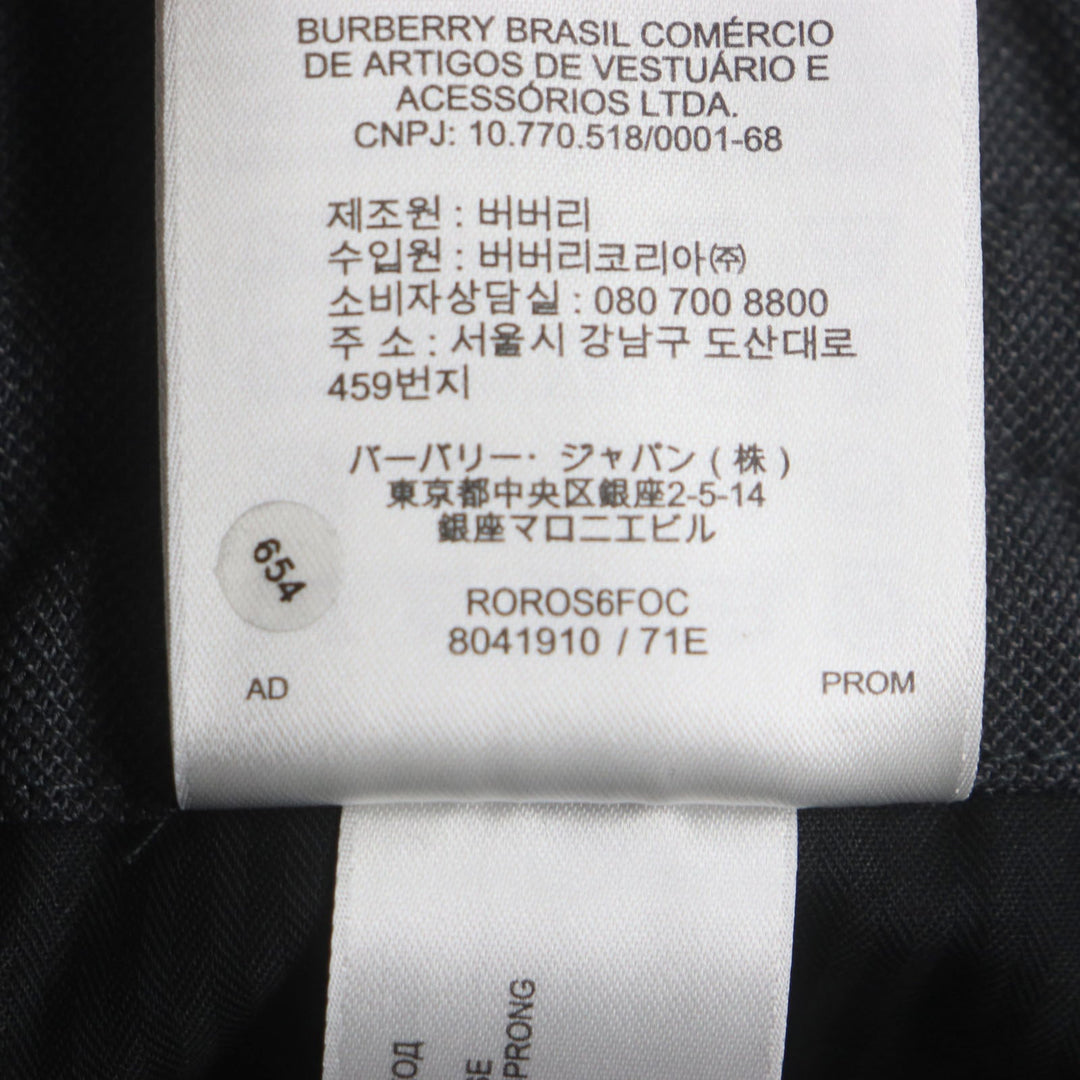 BURBERRY BRASIL COMÉRCIO
DE ARTIGOS DE VESTUÁRIO E
ACESSÓRIOS LTDA.
CNPJ: 10.770.518/0001-68
제조원 : 버버리
수입원 : 버버리코리아㈜
소비자상담실 : 080 700 8800
주 소 : 서울시 강남구 도산대로
459번지
バーバリー・ジャパン ( 株 )
東京都中央区銀座2-5-14
銀座マロニエビル
654
ROROS6FOC
8041910 / 71E
AD
PROM
PRONG